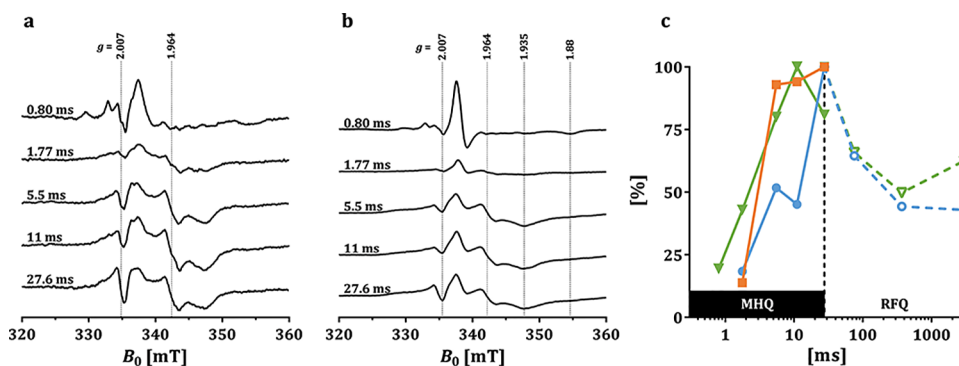 a
g = 2.007 1.964
0.80 ms
1.77 ms
5.5 ms
11 ms
27.6 ms
320 330 340 350 360
B0 [mT]
b
g = 2.007 1.964 1.935 1.88
0.80 ms
1.77 ms
5.5 ms
11 ms
27.6 ms
320 330 340 350 360
B0 [mT]
c
100
75
[%]
50
25
0
MHQ RFQ
1 10 100 1000
[ms]